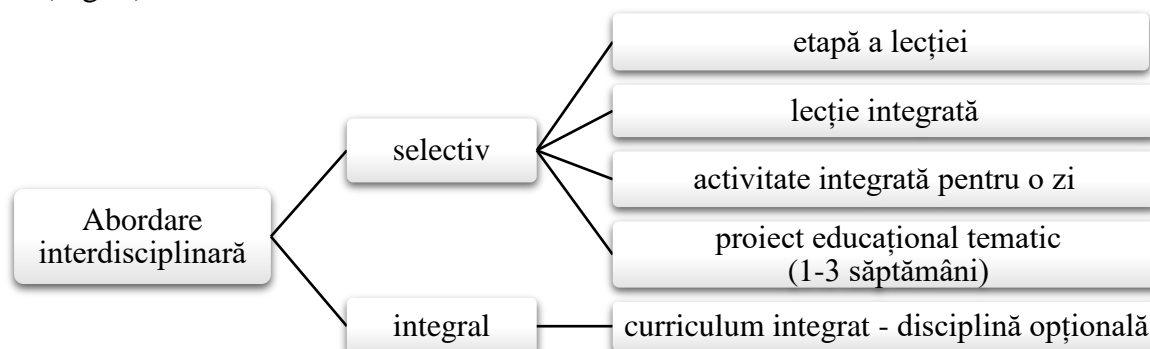 etapă a lecției
lecție integrată
selectiv
activitate integrată pentru o zi
Abordare
interdisciplinară
proiect educațional tematic
(1-3 săptămâni)
integral
curriculum integrat - disciplină opțională